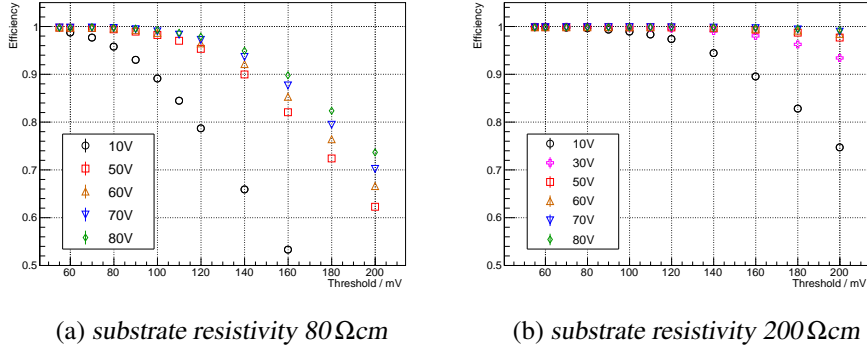 Efficiency
1
0.9
0.8
0.7
0.6
0.5
10V
50V
60V
70V
80V
60 80 100 120 140 160 180 200
Threshold / mV
(a) substrate resistivity 80 Ωcm
Efficiency
1
0.9
0.8
0.7
0.6
0.5
10V
30V
50V
60V
70V
80V
60 80 100 120 140 160 180 200
Threshold / mV
(b) substrate resistivity 200 Ωcm